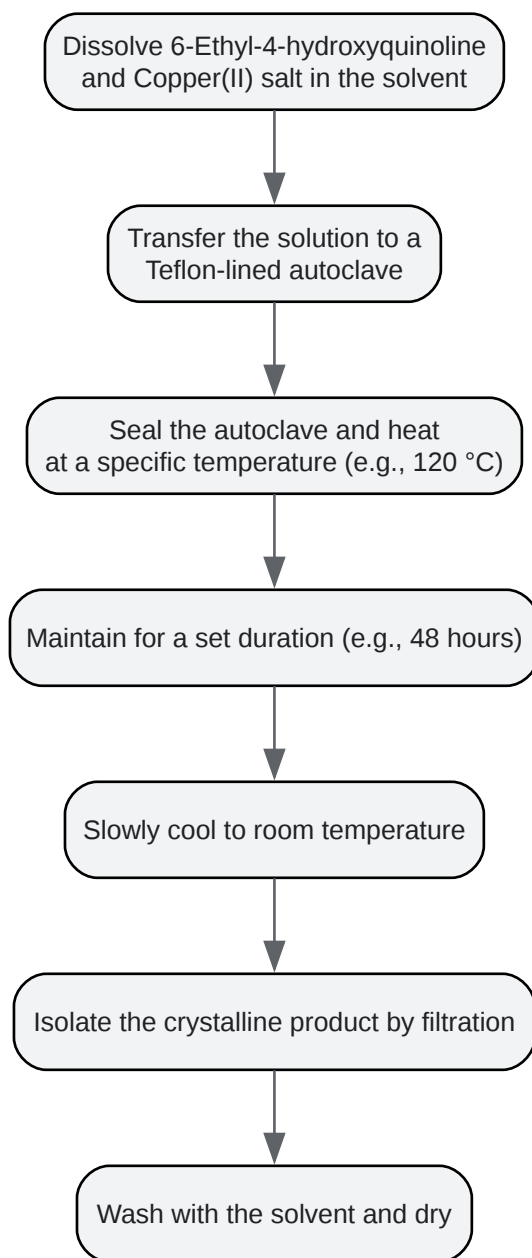 Dissolve 6-Ethyl-4-hydroxyquinoline
and Copper(II) salt in the solvent
Transfer the solution to a
Teflon-lined autoclave
Seal the autoclave and heat
at a specific temperature (e.g., 120 °C)
Maintain for a set duration (e.g., 48 hours)
Slowly cool to room temperature
Isolate the crystalline product by filtration
Wash with the solvent and dry